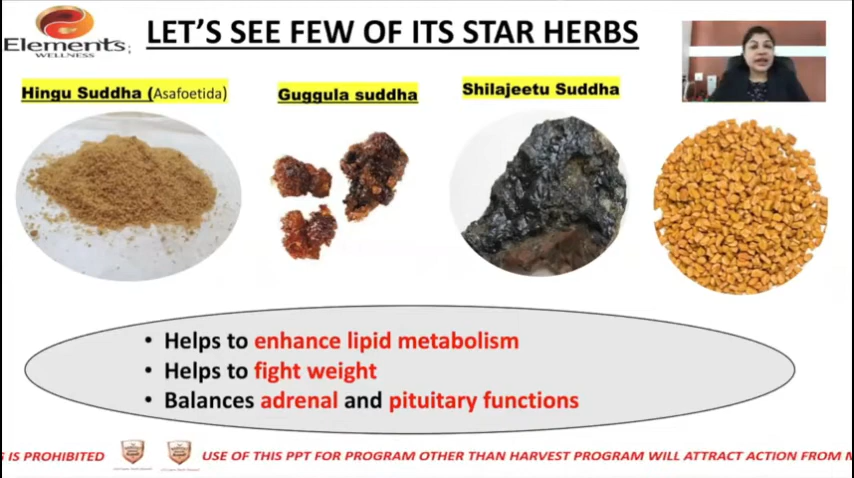 Elements
WELLNESS
LET'S SEE FEW OF ITS STAR HERBS
Hingu Suddha (Asafoetida)
Guggula suddha
Shilajeetu Suddha
• Helps to enhance lipid metabolism
• Helps to fight weight
• Balances adrenal and pituitary functions
G IS PROHIBITED
USE OF THIS PPT FOR PROGRAM OTHER THAN HARVEST PROGRAM WILL ATTRACT ACTION FROM